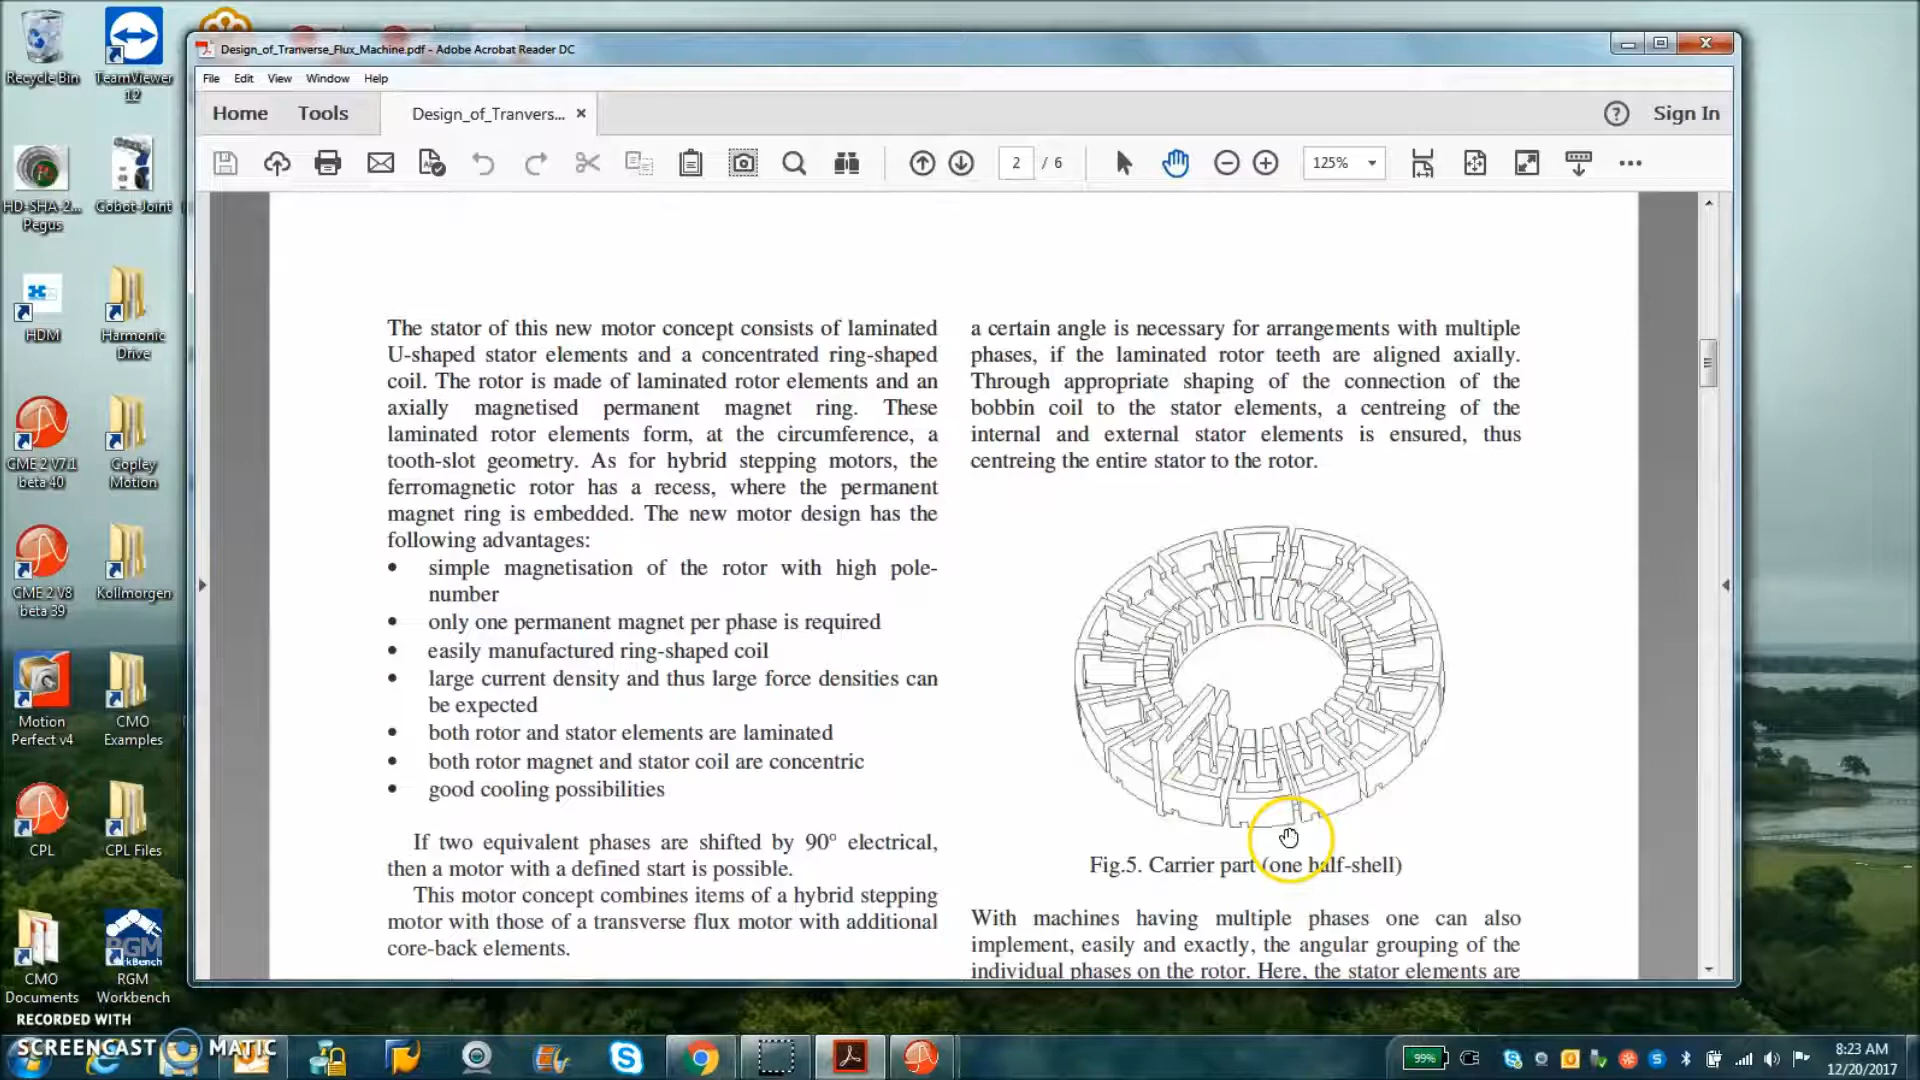 Design_of_Tranverse_Flux_Machine.pdf - Adobe Acrobat Reader DC
File Edit View Window Help
Home Tools Design_of_Tranvers... × Sign In
2 / 6 125%
Recycle Bin
TeamViewer
12
HD-SHA-2...
Pegus
Cobot-Joint
HDM
Harmonic
Drive
CME 2 V7.1
beta 40
Copley
Motion
CME 2 V8
beta 39
Kollmorgen
Motion
Perfect v4
CMO
Examples
CPL
CPL Files
CMO
Documents
RGM
Workbench
The stator of this new motor concept consists of laminated
U-shaped stator elements and a concentrated ring-shaped
coil. The rotor is made of laminated rotor elements and an
axially magnetised permanent magnet ring. These
laminated rotor elements form, at the circumference, a
tooth-slot geometry. As for hybrid stepping motors, the
ferromagnetic rotor has a recess, where the permanent
magnet ring is embedded. The new motor design has the
following advantages:
• simple magnetisation of the rotor with high pole-
number
• only one permanent magnet per phase is required
• easily manufactured ring-shaped coil
• large current density and thus large force densities can
be expected
• both rotor and stator elements are laminated
• both rotor magnet and stator coil are concentric
• good cooling possibilities
If two equivalent phases are shifted by 90° electrical,
then a motor with a defined start is possible.
This motor concept combines items of a hybrid stepping
motor with those of a transverse flux motor with additional
core-back elements.
a certain angle is necessary for arrangements with multiple
phases, if the laminated rotor teeth are aligned axially.
Through appropriate shaping of the connection of the
bobbin coil to the stator elements, a centreing of the
internal and external stator elements is ensured, thus
centreing the entire stator to the rotor.
Fig.5. Carrier part (one half-shell)
With machines having multiple phases one can also
implement, easily and exactly, the angular grouping of the
individual phases on the rotor. Here, the stator elements are
RECORDED WITH
SCREENCAST MATIC
99%
8:23 AM
12/20/2017